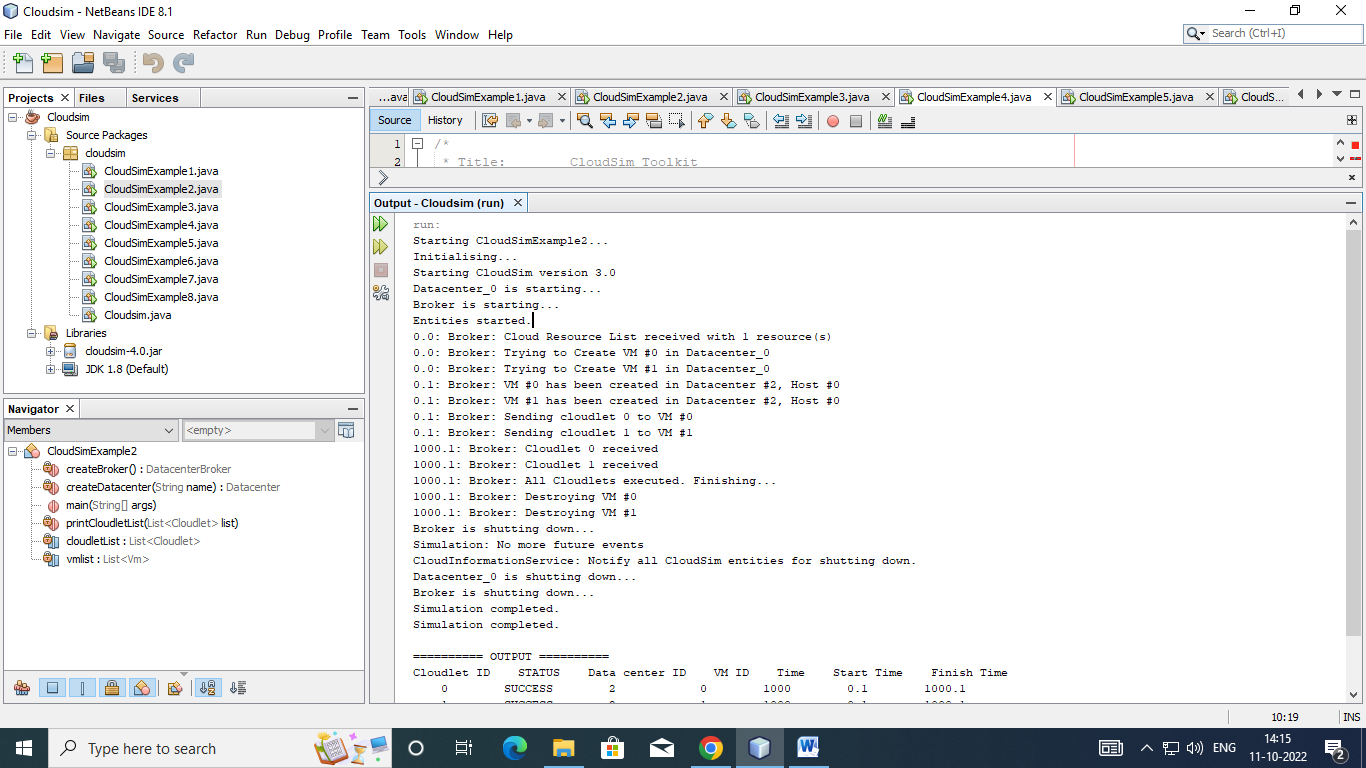 Cloudsim - NetBeans IDE 8.1
File Edit View Navigate Source Refactor Run Debug Profile Team Tools Window Help
Search (Ctrl+I)
Projects Files Services
Cloudsim
Source Packages
cloudsim
CloudSimExample1.java
CloudSimExample2.java
CloudSimExample3.java
CloudSimExample4.java
CloudSimExample5.java
CloudSimExample6.java
CloudSimExample7.java
CloudSimExample8.java
Cloudsim.java
Libraries
cloudsim-4.0.jar
JDK 1.8 (Default)
Navigator
Members <empty>
CloudSimExample2
createBroker() : DatacenterBroker
createDatacenter(String name) : Datacenter
main(String[] args)
printCloudletList(List<Cloudlet> list)
cloudletList : List<Cloudlet>
vmlist : List<Vm>
...ava CloudSimExample1.java CloudSimExample2.java CloudSimExample3.java CloudSimExample4.java CloudSimExample5.java CloudS...
Source History
1 /*
2 * Title: CloudSim Toolkit
Output - Cloudsim (run)
run:
Starting CloudSimExample2...
Initialising...
Starting CloudSim version 3.0
Datacenter_0 is starting...
Broker is starting...
Entities started.
0.0: Broker: Cloud Resource List received with 1 resource(s)
0.0: Broker: Trying to Create VM #0 in Datacenter_0
0.0: Broker: Trying to Create VM #1 in Datacenter_0
0.1: Broker: VM #0 has been created in Datacenter #2, Host #0
0.1: Broker: VM #1 has been created in Datacenter #2, Host #0
0.1: Broker: Sending cloudlet 0 to VM #0
0.1: Broker: Sending cloudlet 1 to VM #1
1000.1: Broker: Cloudlet 0 received
1000.1: Broker: Cloudlet 1 received
1000.1: Broker: All Cloudlets executed. Finishing...
1000.1: Broker: Destroying VM #0
1000.1: Broker: Destroying VM #1
Broker is shutting down...
Simulation: No more future events
CloudInformationService: Notify all CloudSim entities for shutting down.
Datacenter_0 is shutting down...
Broker is shutting down...
Simulation completed.
Simulation completed.
========== OUTPUT ==========
Cloudlet ID STATUS Data center ID VM ID Time Start Time Finish Time
0 SUCCESS 2 0 1000 0.1 1000.1
10:19 INS
Type here to search
ENG
14:15
11-10-2022
2